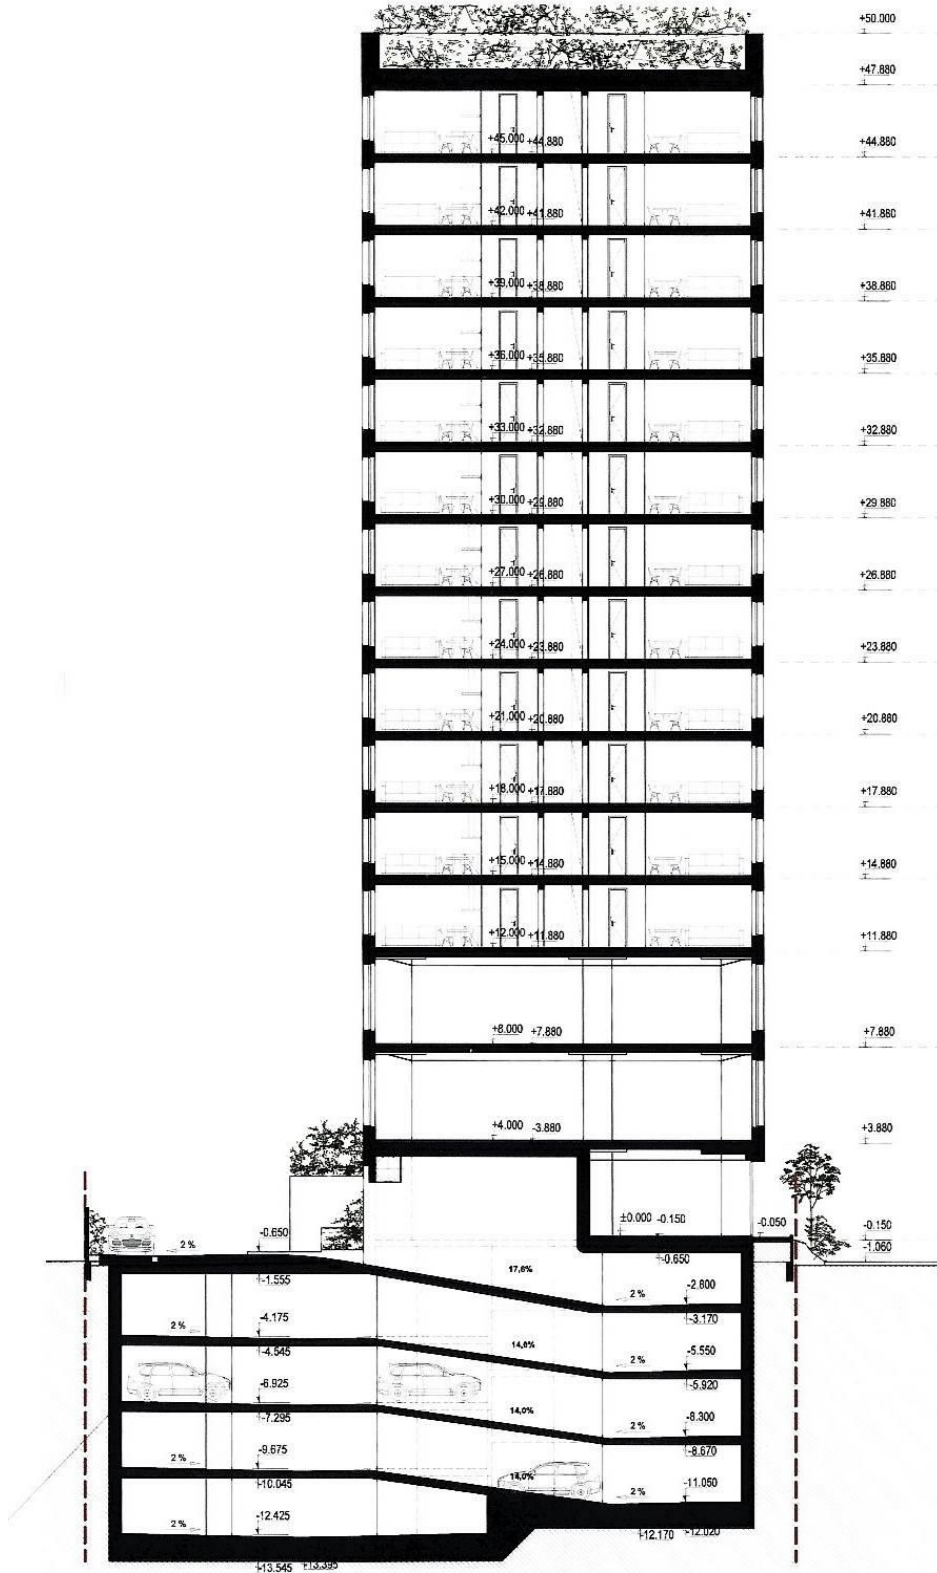 +50.000
+47.880
+45.000 +44.880 +44.880
+42.000 +41.880 +41.880
+39.000 +38.880 +38.880
+36.000 +35.880 +35.880
+33.000 +32.880 +32.880
+30.000 +29.880 +29.880
+27.000 +26.880 +26.880
+24.000 +23.880 +23.880
+21.000 +20.880 +20.880
+18.000 +17.880 +17.880
+15.000 +14.880 +14.880
+12.000 +11.880 +11.880
+8.000 +7.880 +7.880
+4.000 -3.880 +3.880
±0.000 -0.150 -0.050 -0.150
2 % -0.650 -0.650 -1.060
17,6%
-1.555 2 % -2.800
-3.170
2 % -4.175 14,0%
-4.545 2 % -5.550
-5.920
-6.925 14,0%
-7.295 2 % -8.300
-8.670
2 % -9.675 14,0%
-10.045 2 % -11.050
2 % -12.425 -12.170 -12.020
-13.545 -13.395